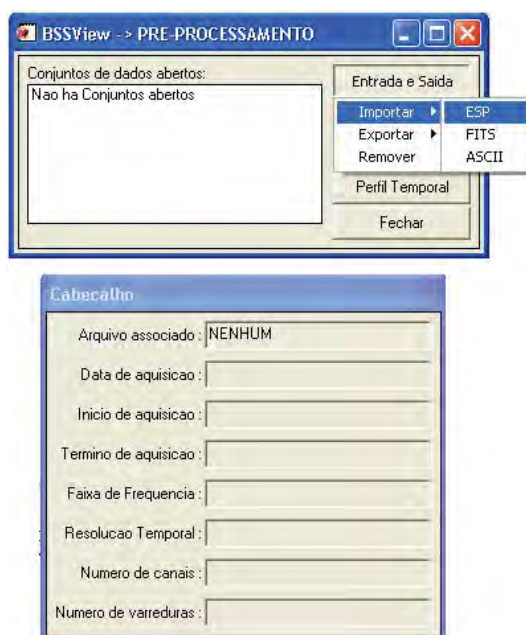 BSSView -> PRE-PROCESSAMENTO
Conjuntos de dados abertos:
Nao ha Conjuntos abertos
Entrada e Saida
Importar
Exportar
Remover
ESP
FITS
ASCII
Perfil Temporal
Fechar
Cabecalho
Arquivo associado : NENHUM
Data de aquisicao :
Inicio de aquisicao :
Termino de aquisicao :
Faixa de Frequencia :
Resolucao Temporal :
Numero de canais :
Numero de varreduras :